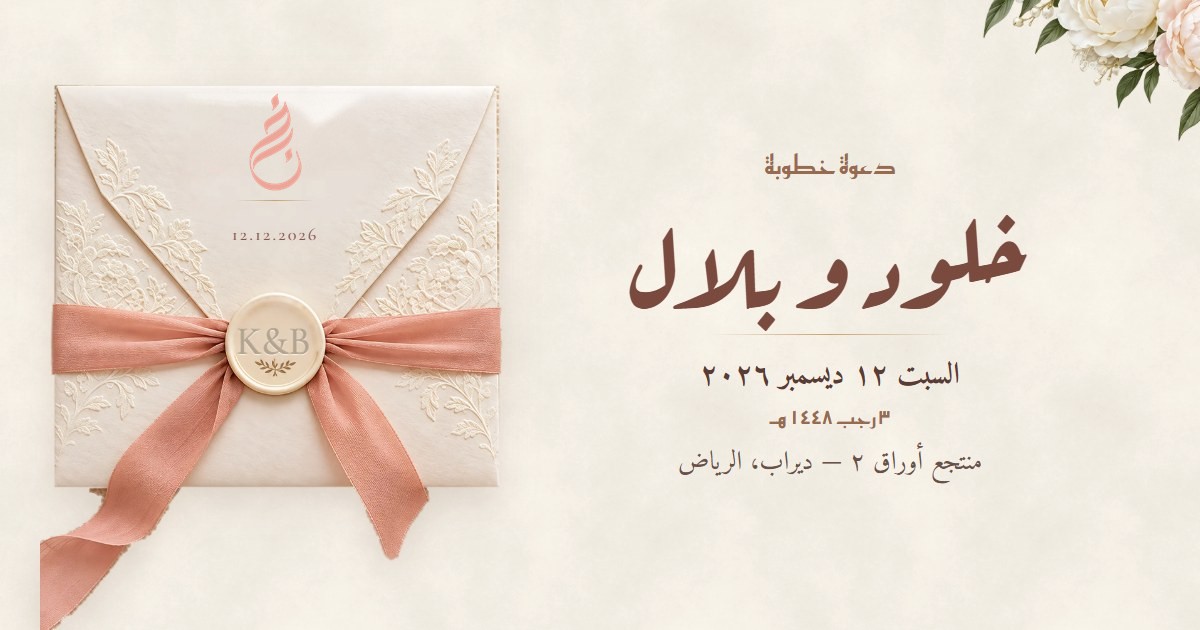 12.12.2026
K&B
دعوة خطوبة
خلود و بلال
السبت ١٢ ديسمبر ٢٠٢٦
٣ رجب ١٤٤٨ هـ
منتجع أوراق ٢ — ديراب، الرياض